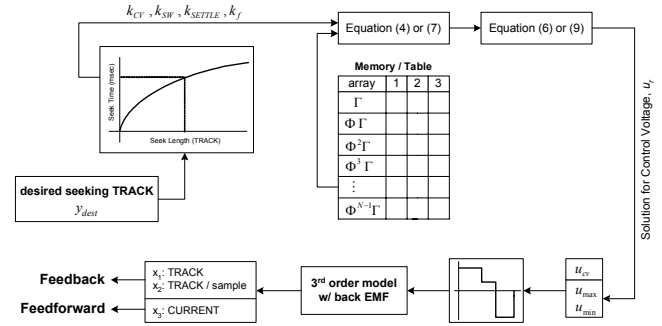 k_CV , k_SW , k_SETTLE , k_f
Equation (4) or (7)
Equation (6) or (9)
Seek Time (msec)
Seek Length (TRACK)
Memory / Table
array 1 2 3
Γ
Φ Γ
Φ²Γ
Φ³ Γ
⋮
Φ^{N-1}Γ
Solution for Control Voltage, u_r
desired seeking TRACK
y_dest
Feedback
Feedforward
x₁: TRACK
x₂: TRACK / sample
x₃: CURRENT
3rd order model
w/ back EMF
u_cv
u_max
u_min